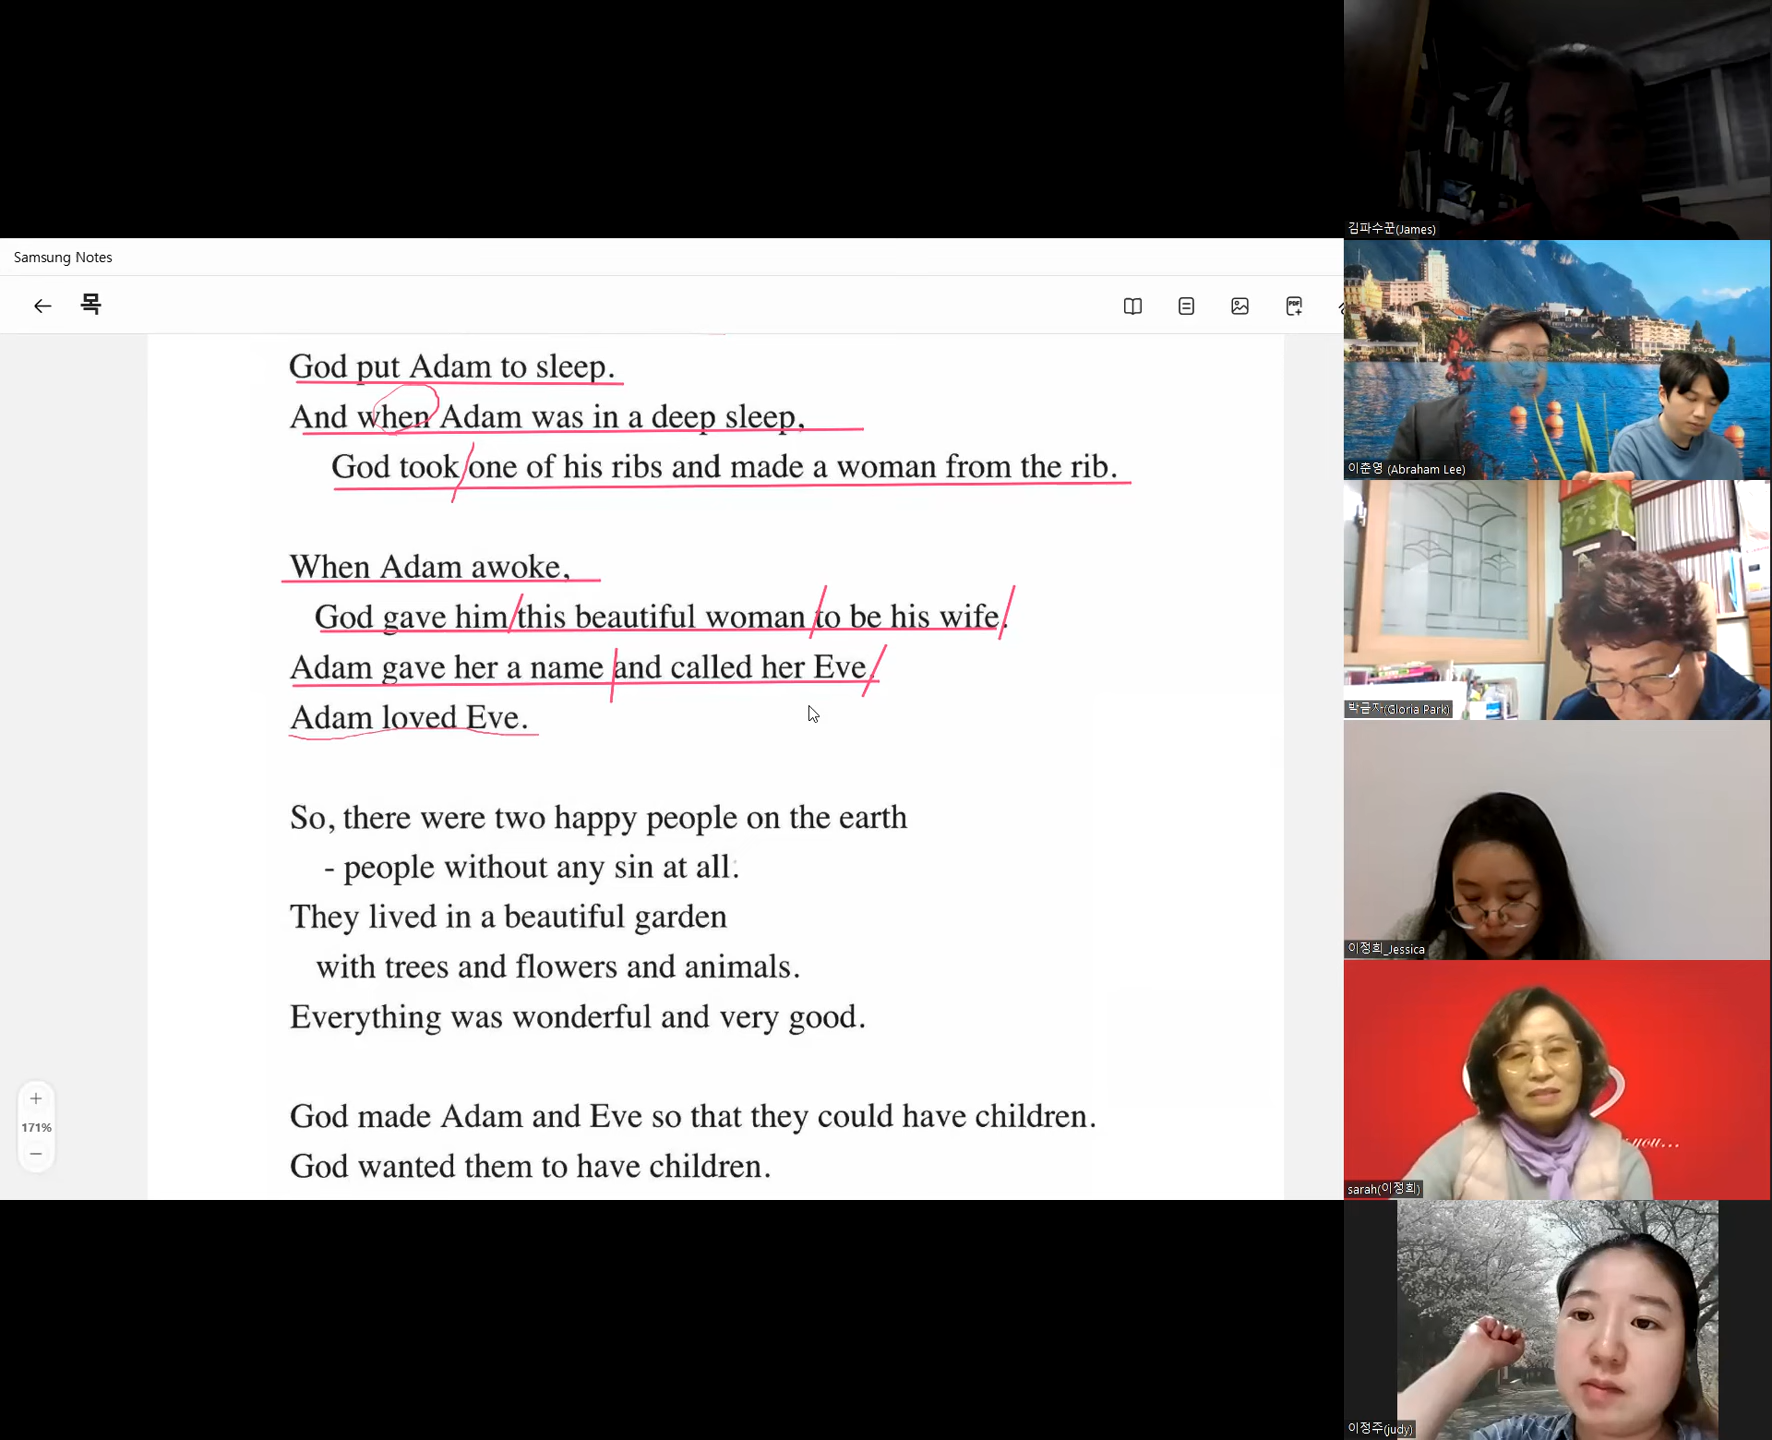 Samsung Notes
목
God put Adam to sleep.
And when Adam was in a deep sleep,
God took one of his ribs and made a woman from the rib.
When Adam awoke,
God gave him this beautiful woman to be his wife.
Adam gave her a name and called her Eve.
Adam loved Eve.
So, there were two happy people on the earth
- people without any sin at all.
They lived in a beautiful garden
with trees and flowers and animals.
Everything was wonderful and very good.
God made Adam and Eve so that they could have children.
God wanted them to have children.
171%
PDF
김파수꾼(James)
이준영 (Abraham Lee)
박금자(Gloria Park)
이정희_Jessica
you...
sarah(이정희)
이정주(judy)